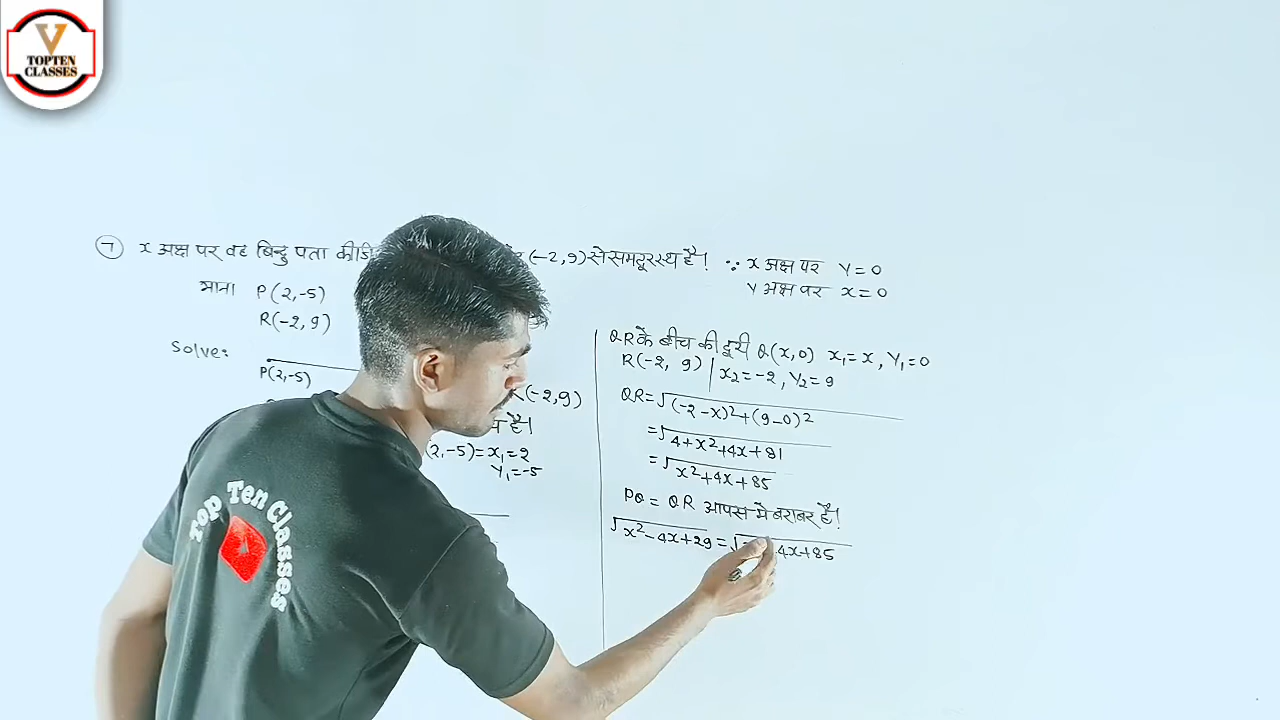 V
TOPTEN
CLASSES
7 x अक्ष पर वह बिन्दु पता (-2,9) से समदूरस्थ है।
∵ x अक्ष पर Y=0
Y अक्ष पर x=0
माना P(2,-5)
R(-2,9)
Solve:
P(2,-5)
R(-2,9)
है।
(2,-5)=x₁=2
Y₁=-5
QR के बीच की दूरी Q(x,0) x₁=x, Y₁=0
R(-2, 9) | x₂=-2, Y₂=9
QR=√(-2-x)²+(9-0)²
=√4+x²+4x+81
=√x²+4x+85
PQ = QR आपस मे बराबर है।
√x²-4x+29=√ 4x+85
Top Ten Classes